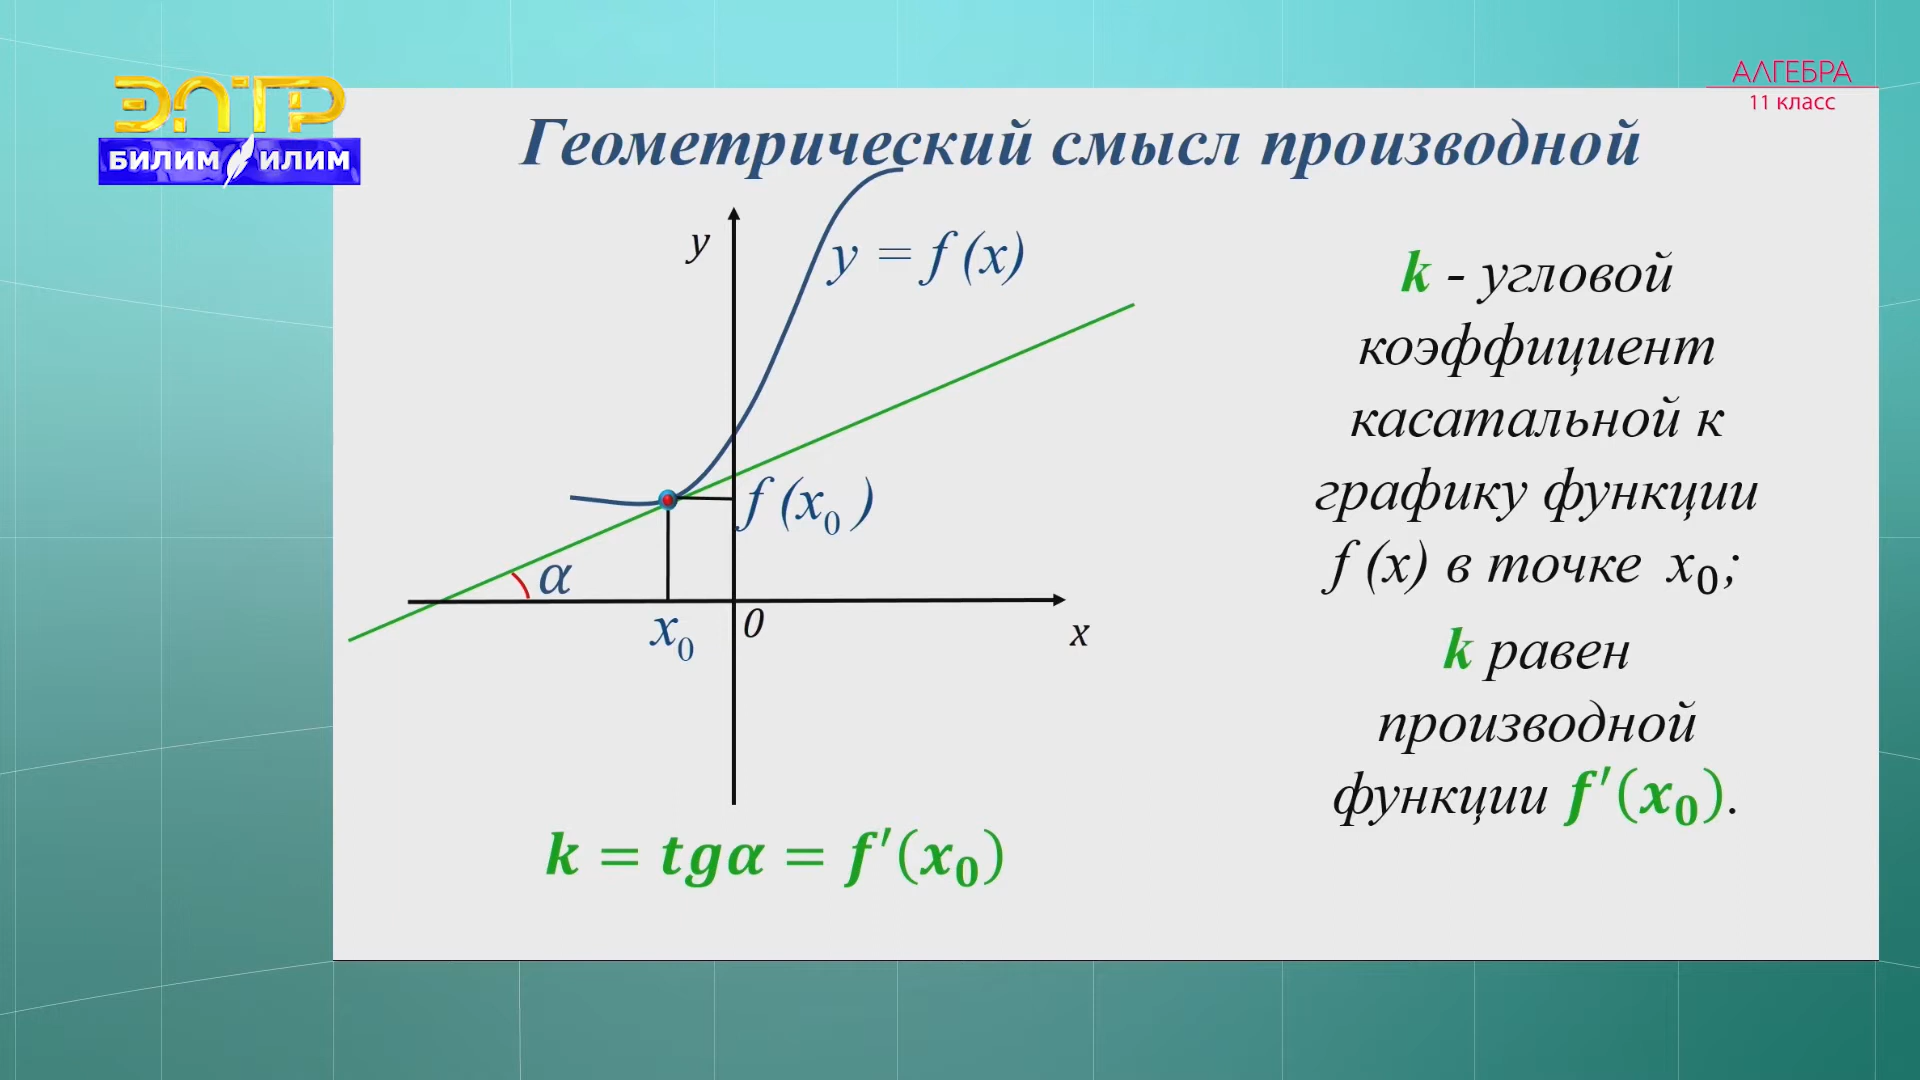 ЭЛТР
БИЛИМ ИЛИМ
АЛГЕБРА
11 класс
Геометрический смысл производной
y
y = f (x)
f (x₀ )
α
x₀
0
x
k = tgα = f′(x₀)
k - угловой
коэффициент
касатальной к
графику функции
f (x) в точке x₀;
k равен
производной
функции f′(x₀).